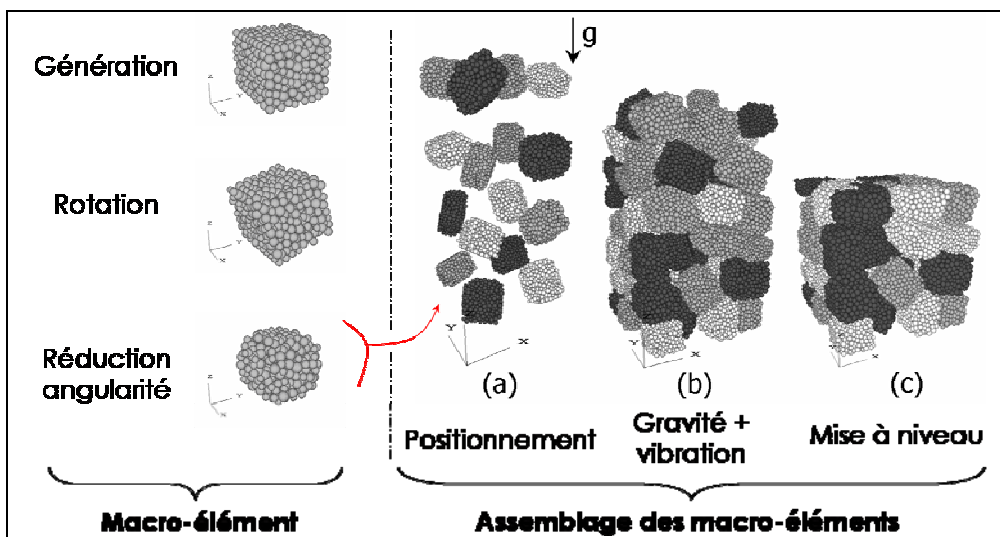 Génération
Rotation
Réduction
angularité
Macro-élément
g
(a)
(b)
(c)
Positionnement
Gravité +
vibration
Mise à niveau
Assemblage des macro-éléments
Z
Y
X
Z
Y
X
Z
Y
X
Y
Z
X
Y
Z
X
Y
Z
X